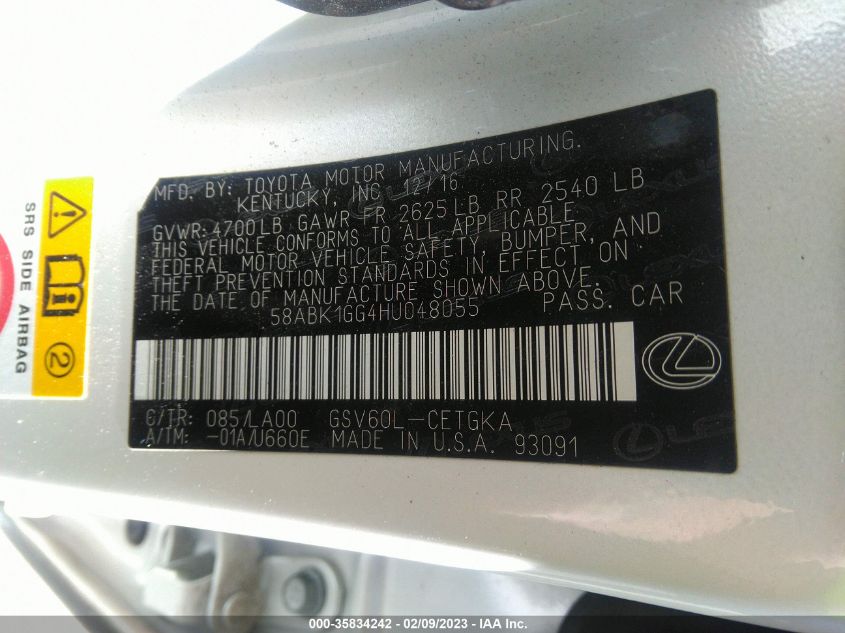 MFD. BY: TOYOTA MOTOR MANUFACTURING,
KENTUCKY, INC. 12/16
GVWR: 4700 LB GAWR FR 2625 LB RR 2540 LB
THIS VEHICLE CONFORMS TO ALL APPLICABLE
FEDERAL MOTOR VEHICLE SAFETY, BUMPER, AND
THEFT PREVENTION STANDARDS IN EFFECT ON
THE DATE OF MANUFACTURE SHOWN ABOVE.
58ABK1GG4HU048055 PASS. CAR
C/TR: 085/LA00 GSV60L-CETGKA
A/TM: -01A/U660E MADE IN U.S.A. 93091
SRS SIDE AIRBAG
2
LEXUS
000-35834242 - 02/09/2023 - IAA Inc.